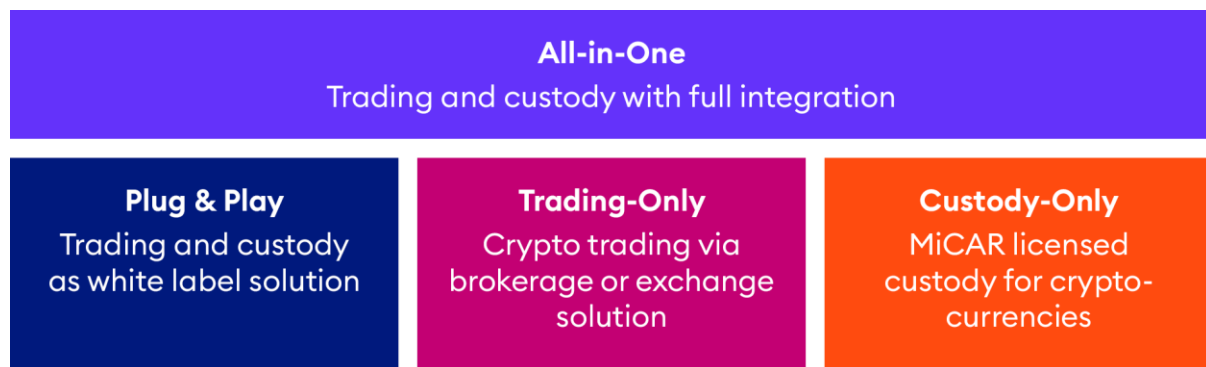 All-in-One
Trading and custody with full integration
Plug & Play
Trading and custody
as white label solution
Trading-Only
Crypto trading via
brokerage or exchange
solution
Custody-Only
MiCAR licensed
custody for crypto-
currencies